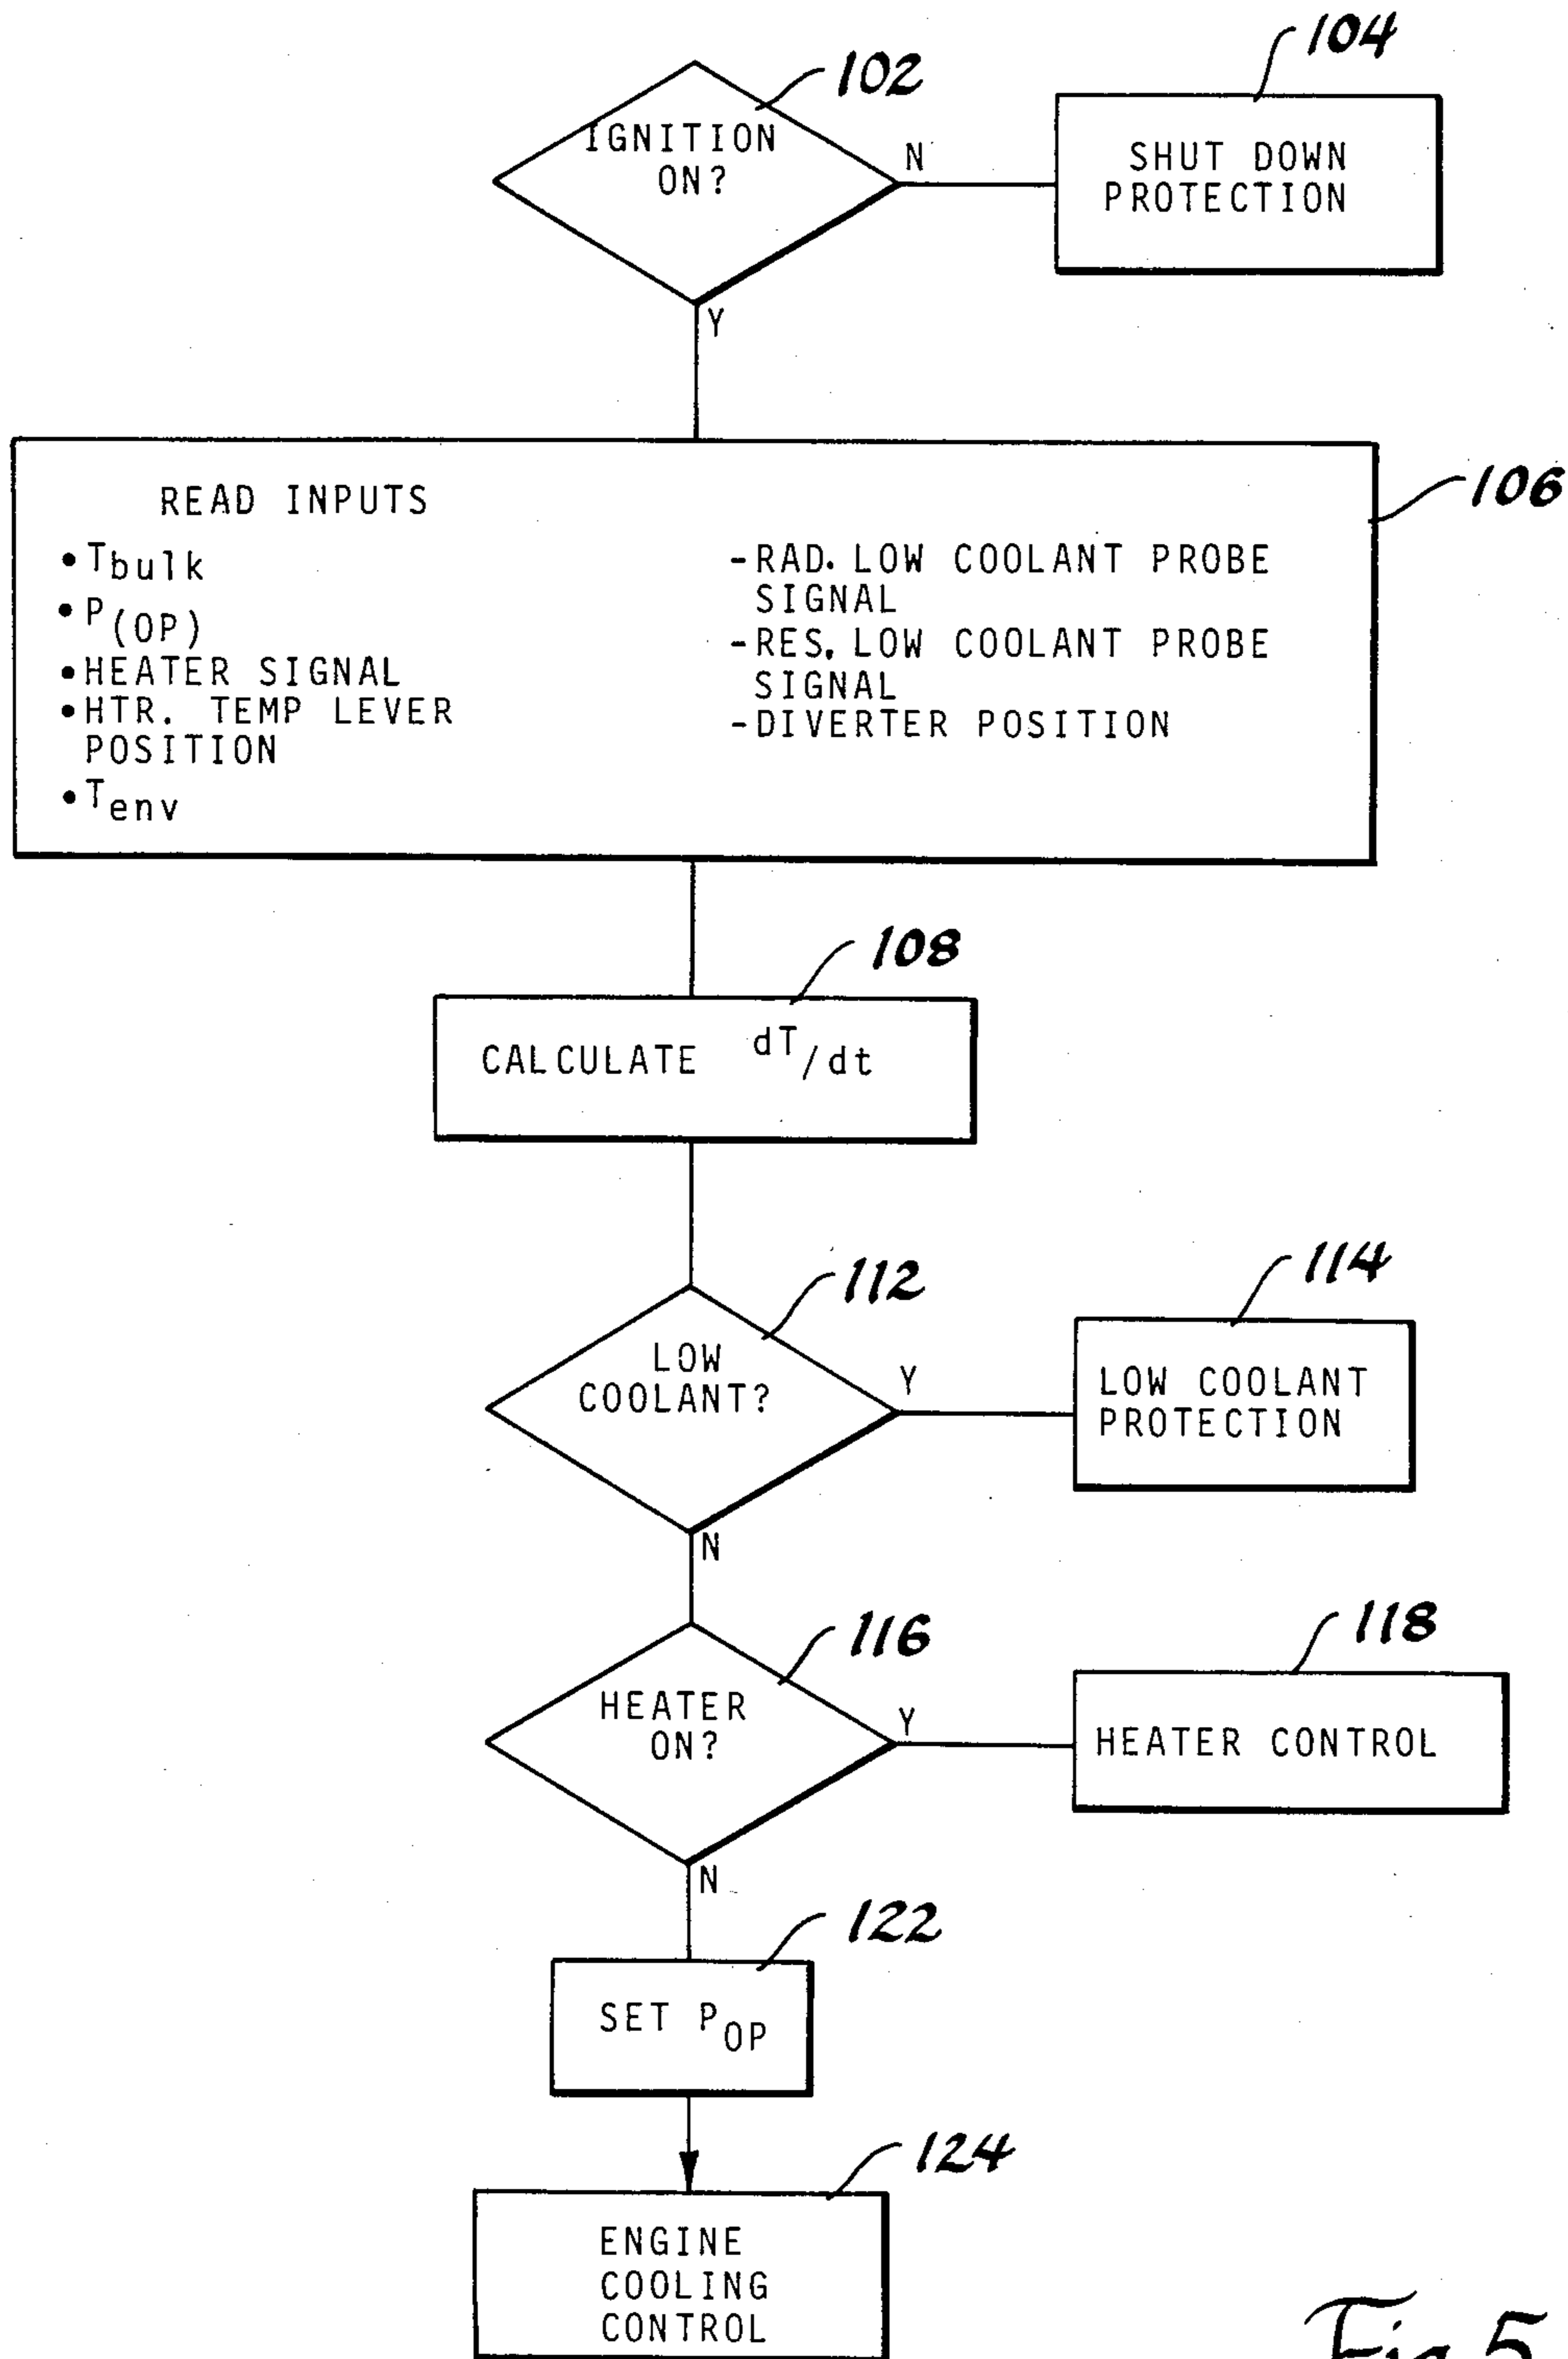 102
104
IGNITION
ON?
N
SHUT DOWN
PROTECTION
Y
106
READ INPUTS
•Tbulk
•P(OP)
•HEATER SIGNAL
•HTR. TEMP LEVER
POSITION
•Tenv
-RAD. LOW COOLANT PROBE
SIGNAL
-RES. LOW COOLANT PROBE
SIGNAL
-DIVERTER POSITION
108
CALCULATE dT/dt
112
114
LOW
COOLANT?
Y
LOW COOLANT
PROTECTION
N
116
118
HEATER
ON?
Y
HEATER CONTROL
N
122
SET POP
124
ENGINE
COOLING
CONTROL
Fig. 5